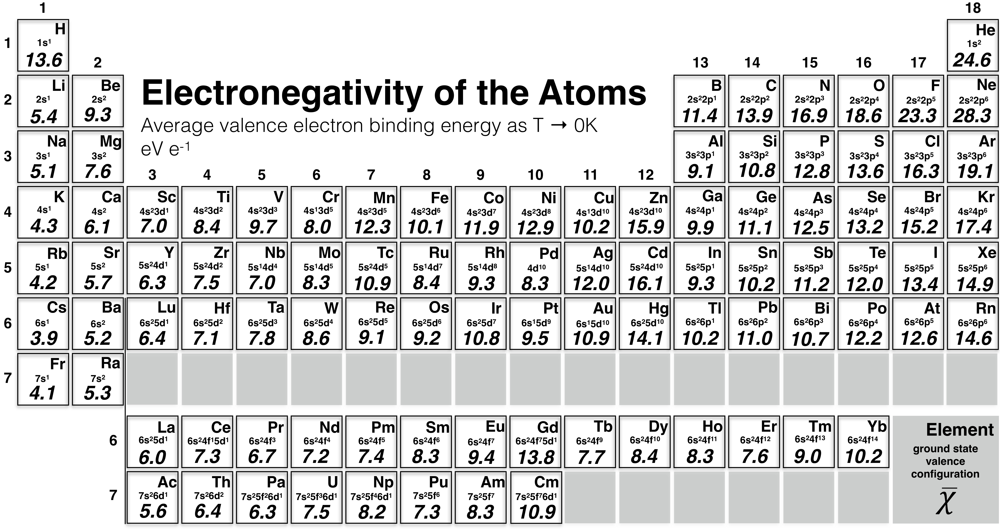 1 18
H He
1s¹ 1s²
1 13.6 24.6
2 13 14 15 16 17
Li Be B C N O F Ne
2s¹ 2s² 2s²2p¹ 2s²2p² 2s²2p³ 2s²2p⁴ 2s²2p⁵ 2s²2p⁶
2 5.4 9.3 11.4 13.9 16.9 18.6 23.3 28.3
Electronegativity of the Atoms
Average valence electron binding energy as T → 0K
eV e⁻¹
Na Mg Al Si P S Cl Ar
3s¹ 3s² 3s²3p¹ 3s²3p² 3s²3p³ 3s²3p⁴ 3s²3p⁵ 3s²3p⁶
3 5.1 7.6 9.1 10.8 12.8 13.6 16.3 19.1
3 4 5 6 7 8 9 10 11 12
K Ca Sc Ti V Cr Mn Fe Co Ni Cu Zn Ga Ge As Se Br Kr
4s¹ 4s² 4s²3d¹ 4s²3d² 4s²3d³ 4s¹3d⁵ 4s²3d⁵ 4s²3d⁶ 4s²3d⁷ 4s²3d⁸ 4s¹3d¹⁰ 4s²3d¹⁰ 4s²4p¹ 4s²4p² 4s²4p³ 4s²4p⁴ 4s²4p⁵ 4s²4p⁶
4 4.3 6.1 7.0 8.4 9.7 8.0 12.3 10.1 11.9 12.9 10.2 15.9 9.9 11.1 12.5 13.2 15.2 17.4
Rb Sr Y Zr Nb Mo Tc Ru Rh Pd Ag Cd In Sn Sb Te I Xe
5s¹ 5s² 5s²4d¹ 5s²4d² 5s¹4d⁴ 5s¹4d⁵ 5s²4d⁵ 5s¹4d⁷ 5s¹4d⁸ 4d¹⁰ 5s¹4d¹⁰ 5s²4d¹⁰ 5s²5p¹ 5s²5p² 5s²5p³ 5s²5p⁴ 5s²5p⁵ 5s²5p⁶
5 4.2 5.7 6.3 7.5 7.0 8.3 10.9 8.4 9.3 8.3 12.0 16.1 9.3 10.2 11.2 12.0 13.4 14.9
Cs Ba Lu Hf Ta W Re Os Ir Pt Au Hg Tl Pb Bi Po At Rn
6s¹ 6s² 6s²5d¹ 6s²5d² 6s²5d³ 6s²5d⁴ 6s²5d⁵ 6s²5d⁶ 6s²5d⁷ 6s¹5d⁹ 6s¹5d¹⁰ 6s²5d¹⁰ 6s²6p¹ 6s²6p² 6s²6p³ 6s²6p⁴ 6s²6p⁵ 6s²6p⁶
6 3.9 5.2 6.4 7.1 7.8 8.6 9.1 9.2 10.8 9.5 10.9 14.1 10.2 11.0 10.7 12.2 12.6 14.6
Fr Ra
7s¹ 7s²
7 4.1 5.3
La Ce Pr Nd Pm Sm Eu Gd Tb Dy Ho Er Tm Yb
6s²5d¹ 6s²4f¹5d¹ 6s²4f³ 6s²4f⁴ 6s²4f⁵ 6s²4f⁶ 6s²4f⁷ 6s²4f⁷5d¹ 6s²4f⁹ 6s²4f¹⁰ 6s²4f¹¹ 6s²4f¹² 6s²4f¹³ 6s²4f¹⁴
6 6.0 7.3 6.7 7.2 7.4 8.3 9.4 13.8 7.7 8.4 8.3 7.6 9.0 10.2
Ac Th Pa U Np Pu Am Cm
7s²6d¹ 7s²6d² 7s²5f²6d¹ 7s²5f³6d¹ 7s²5f⁴6d¹ 7s²5f⁶ 7s²5f⁷ 7s²5f⁷6d¹
7 5.6 6.4 6.3 7.5 8.2 7.3 8.3 10.9
Element
ground state
valence
configuration
χ̅